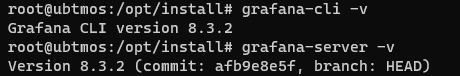 root@ubtmos:/opt/install# grafana-cli -v
Grafana CLI version 8.3.2
root@ubtmos:/opt/install# grafana-server -v
Version 8.3.2 (commit: afb9e8e5f, branch: HEAD)